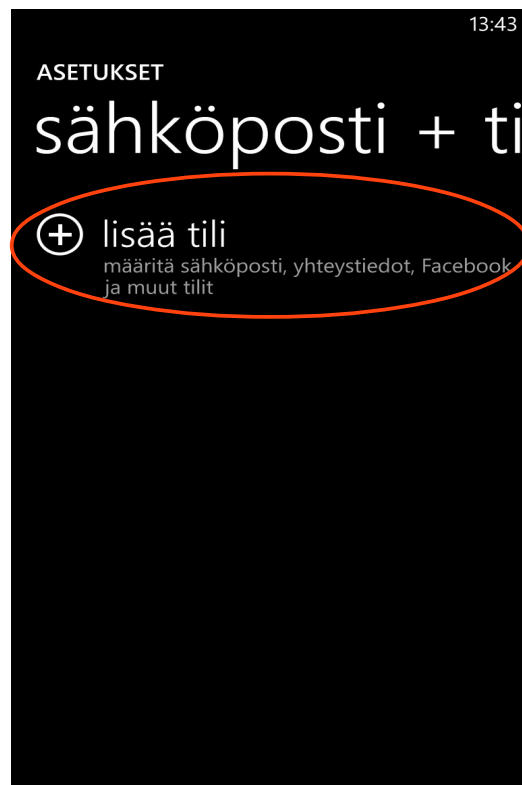 13:43
ASETUKSET
sähköposti + ti
lisää tili
määritä sähköposti, yhteystiedot, Facebook
ja muut tilit